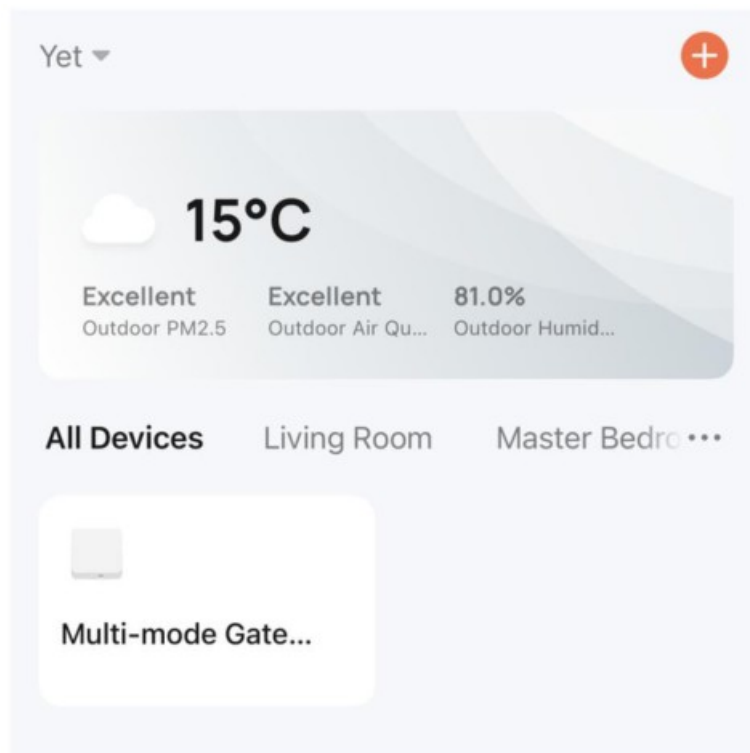 Yet
15°C
Excellent Excellent 81.0%
Outdoor PM2.5 Outdoor Air Qu... Outdoor Humid...
All Devices Living Room Master Bedro ...
Multi-mode Gate...